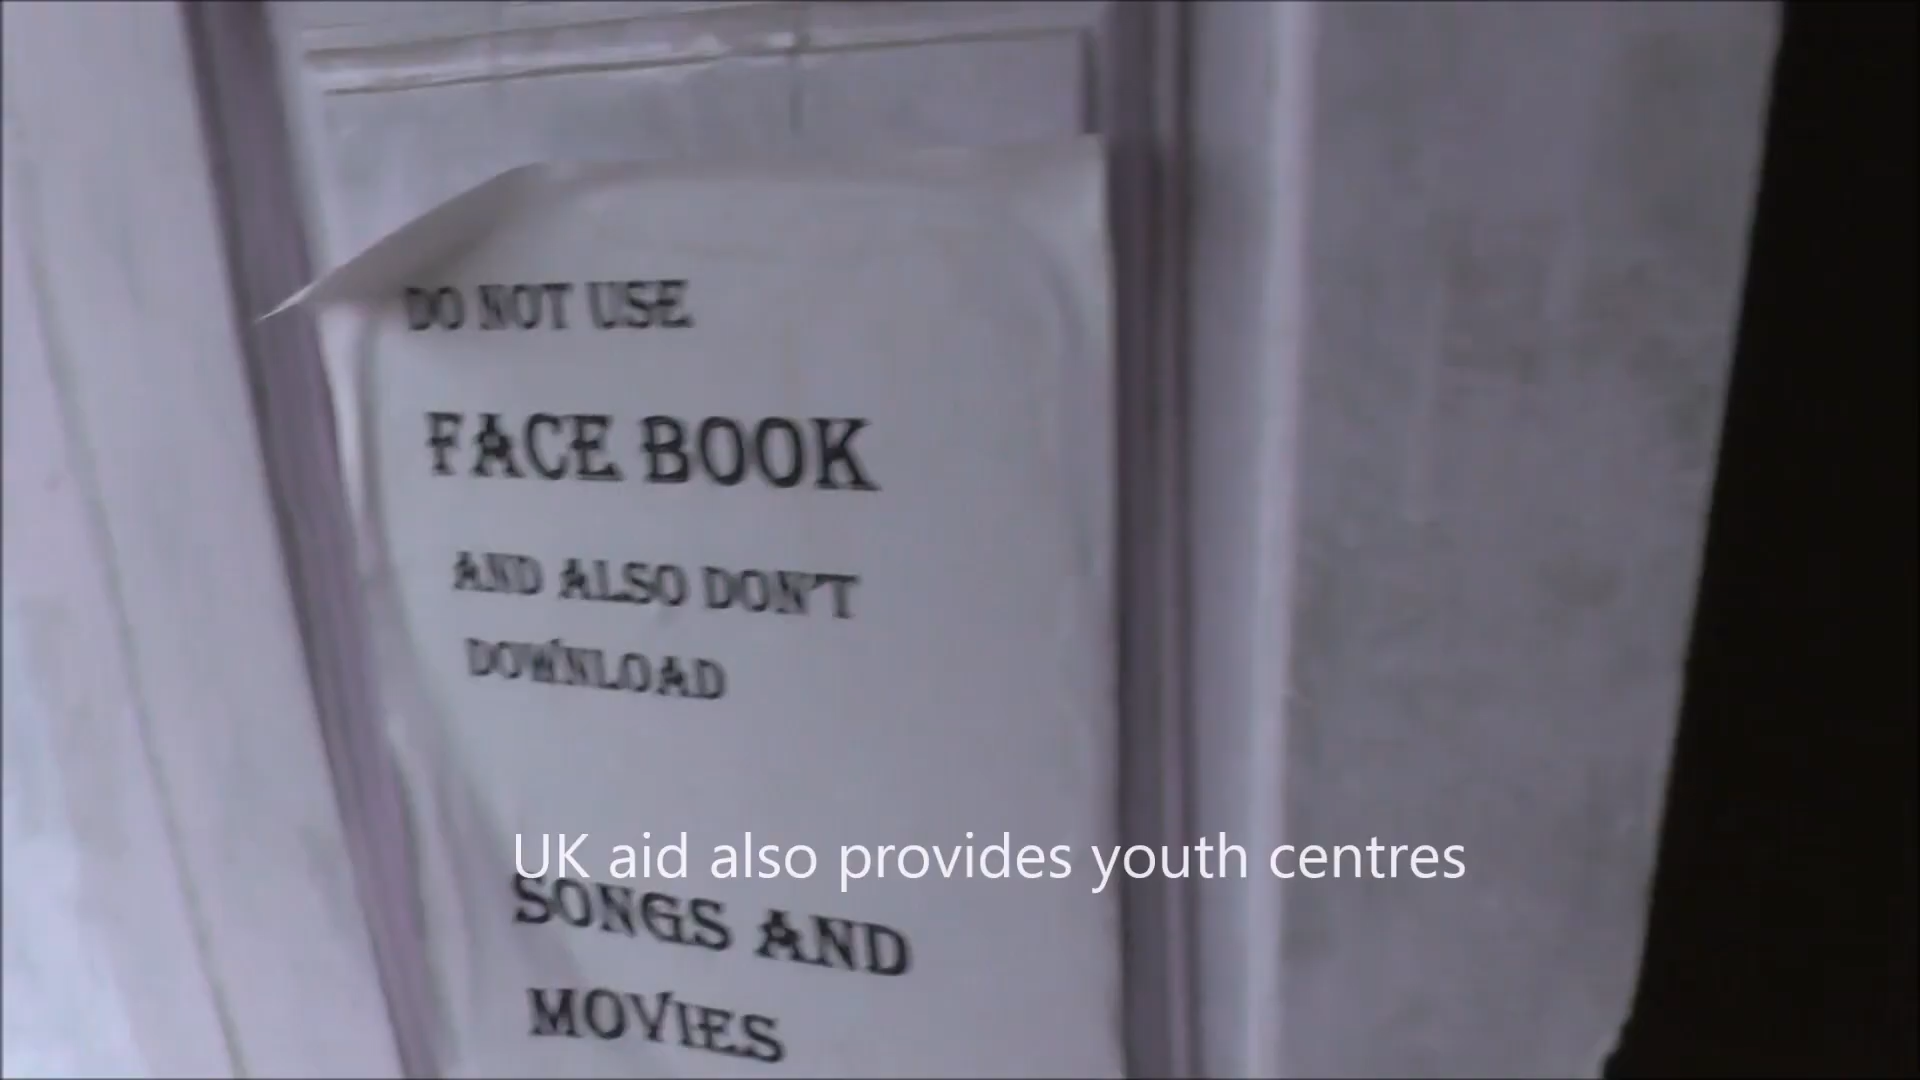 DO NOT USE
FACE BOOK
AND ALSO DON'T
DOWNLOAD
UK aid also provides youth centres
SONGS AND
MOVIES